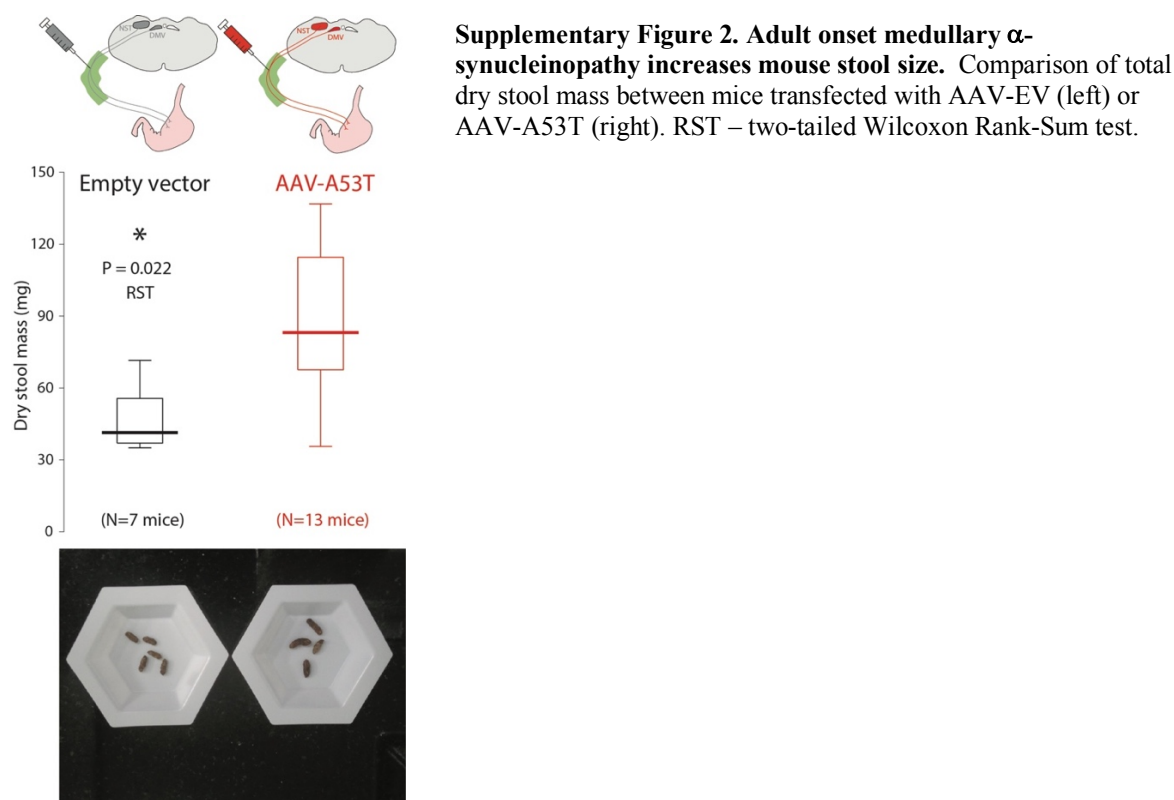 NST
DMV
NST
DMV
Supplementary Figure 2. Adult onset medullary α-
synucleinopathy increases mouse stool size. Comparison of total
dry stool mass between mice transfected with AAV-EV (left) or
AAV-A53T (right). RST – two-tailed Wilcoxon Rank-Sum test.
Empty vector
AAV-A53T
*
P = 0.022
RST
Dry stool mass (mg)
150
120
90
60
30
0
(N=7 mice)
(N=13 mice)